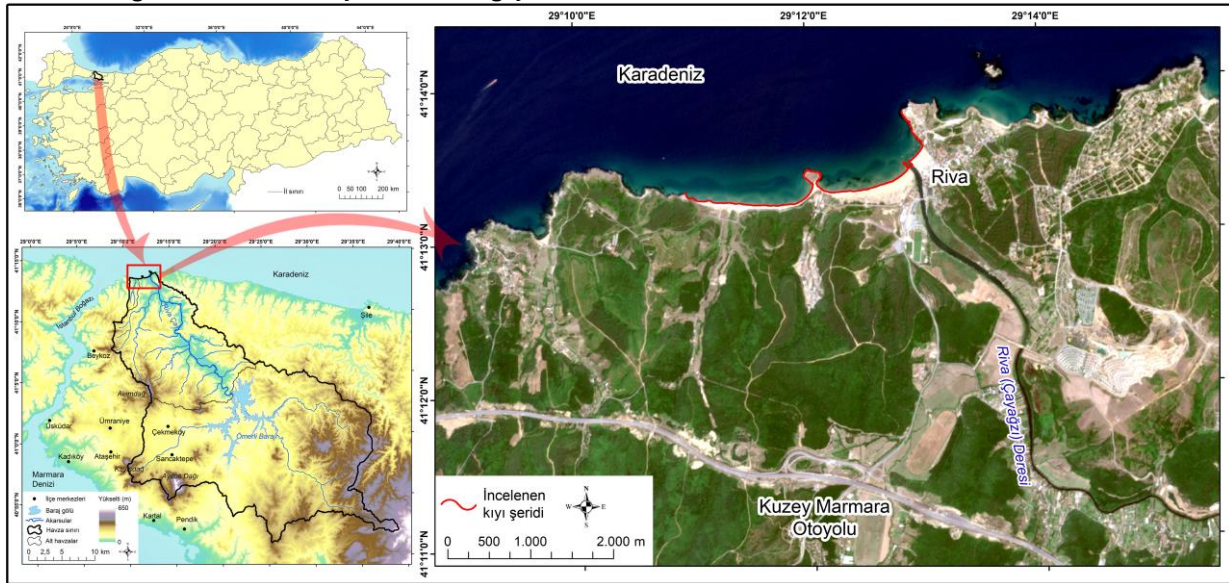 Karadeniz
Riva
Riva (Çayağzı) Deresi
Kuzey Marmara
Otoyolu
İncelenen
kıyı şeridi
N
W
E
S
0
500
1.000
2.000 m
29°10'0"E
29°12'0"E
29°14'0"E
41°14'0"N
41°13'0"N
41°12'0"N
41°11'0"N
İl sınırı
0 50 100 200 km
Karadeniz
İstanbul Boğazı
Şile
Beykoz
Üsküdar
Ümraniye
Çekmeköy
Ömerli Barajı
Kadıköy
Ataşehir
Sancaktepe
Aydos Dağı
Marmara
Denizi
Kartal
Pendik
İlçe merkezleri
Baraj gölü
Akarsular
Havza sınırı
Alt havzalar
Yükselti (m)
650
0
0 2,5 5 10 km